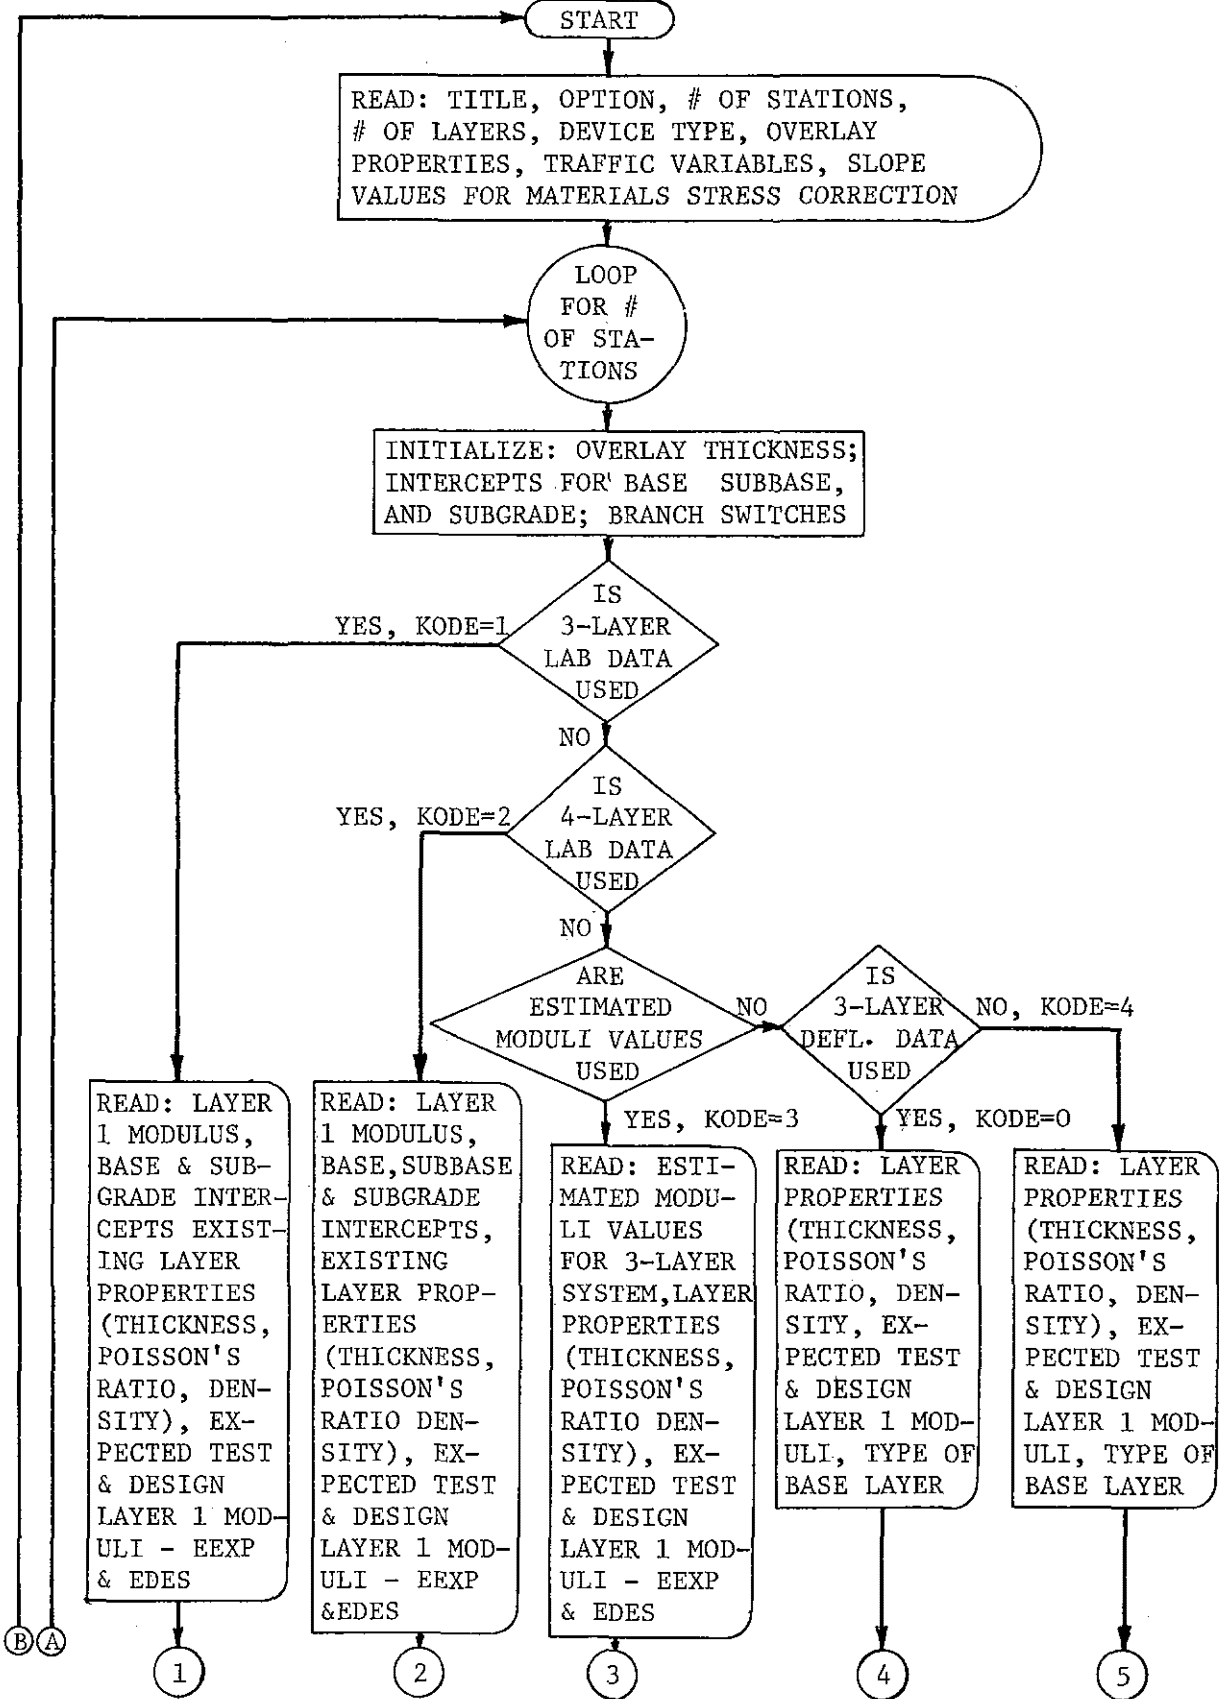 START
READ: TITLE, OPTION, # OF STATIONS,
# OF LAYERS, DEVICE TYPE, OVERLAY
PROPERTIES, TRAFFIC VARIABLES, SLOPE
VALUES FOR MATERIALS STRESS CORRECTION
LOOP
FOR #
OF STA-
TIONS
INITIALIZE: OVERLAY THICKNESS;
INTERCEPTS FOR BASE SUBBASE,
AND SUBGRADE; BRANCH SWITCHES
IS
3-LAYER
LAB DATA
USED
YES, KODE=1
NO
IS
4-LAYER
LAB DATA
USED
YES, KODE=2
NO
ARE
ESTIMATED
MODULI VALUES
USED
NO
IS
3-LAYER
DEFL. DATA
USED
NO, KODE=4
YES, KODE=3
YES, KODE=0
READ: LAYER
1 MODULUS,
BASE & SUB-
GRADE INTER-
CEPTS EXIST-
ING LAYER
PROPERTIES
(THICKNESS,
POISSON'S
RATIO, DEN-
SITY), EX-
PECTED TEST
& DESIGN
LAYER 1 MOD-
ULI - EEXP
& EDES
READ: LAYER
1 MODULUS,
BASE,SUBBASE
& SUBGRADE
INTERCEPTS,
EXISTING
LAYER PROP-
ERTIES
(THICKNESS,
POISSON'S
RATIO DEN-
SITY), EX-
PECTED TEST
& DESIGN
LAYER 1 MOD-
ULI - EEXP
&EDES
READ: ESTI-
MATED MODU-
LI VALUES
FOR 3-LAYER
SYSTEM,LAYER
PROPERTIES
(THICKNESS,
POISSON'S
RATIO DEN-
SITY), EX-
PECTED TEST
& DESIGN
LAYER 1 MOD-
ULI - EEXP
& EDES
READ: LAYER
PROPERTIES
(THICKNESS,
POISSON'S
RATIO, DEN-
SITY, EX-
PECTED TEST
& DESIGN
LAYER 1 MOD-
ULI, TYPE OF
BASE LAYER
READ: LAYER
PROPERTIES
(THICKNESS,
POISSON'S
RATIO, DEN-
SITY), EX-
PECTED TEST
& DESIGN
LAYER 1 MOD-
ULI, TYPE OF
BASE LAYER
B
A
1
2
3
4
5